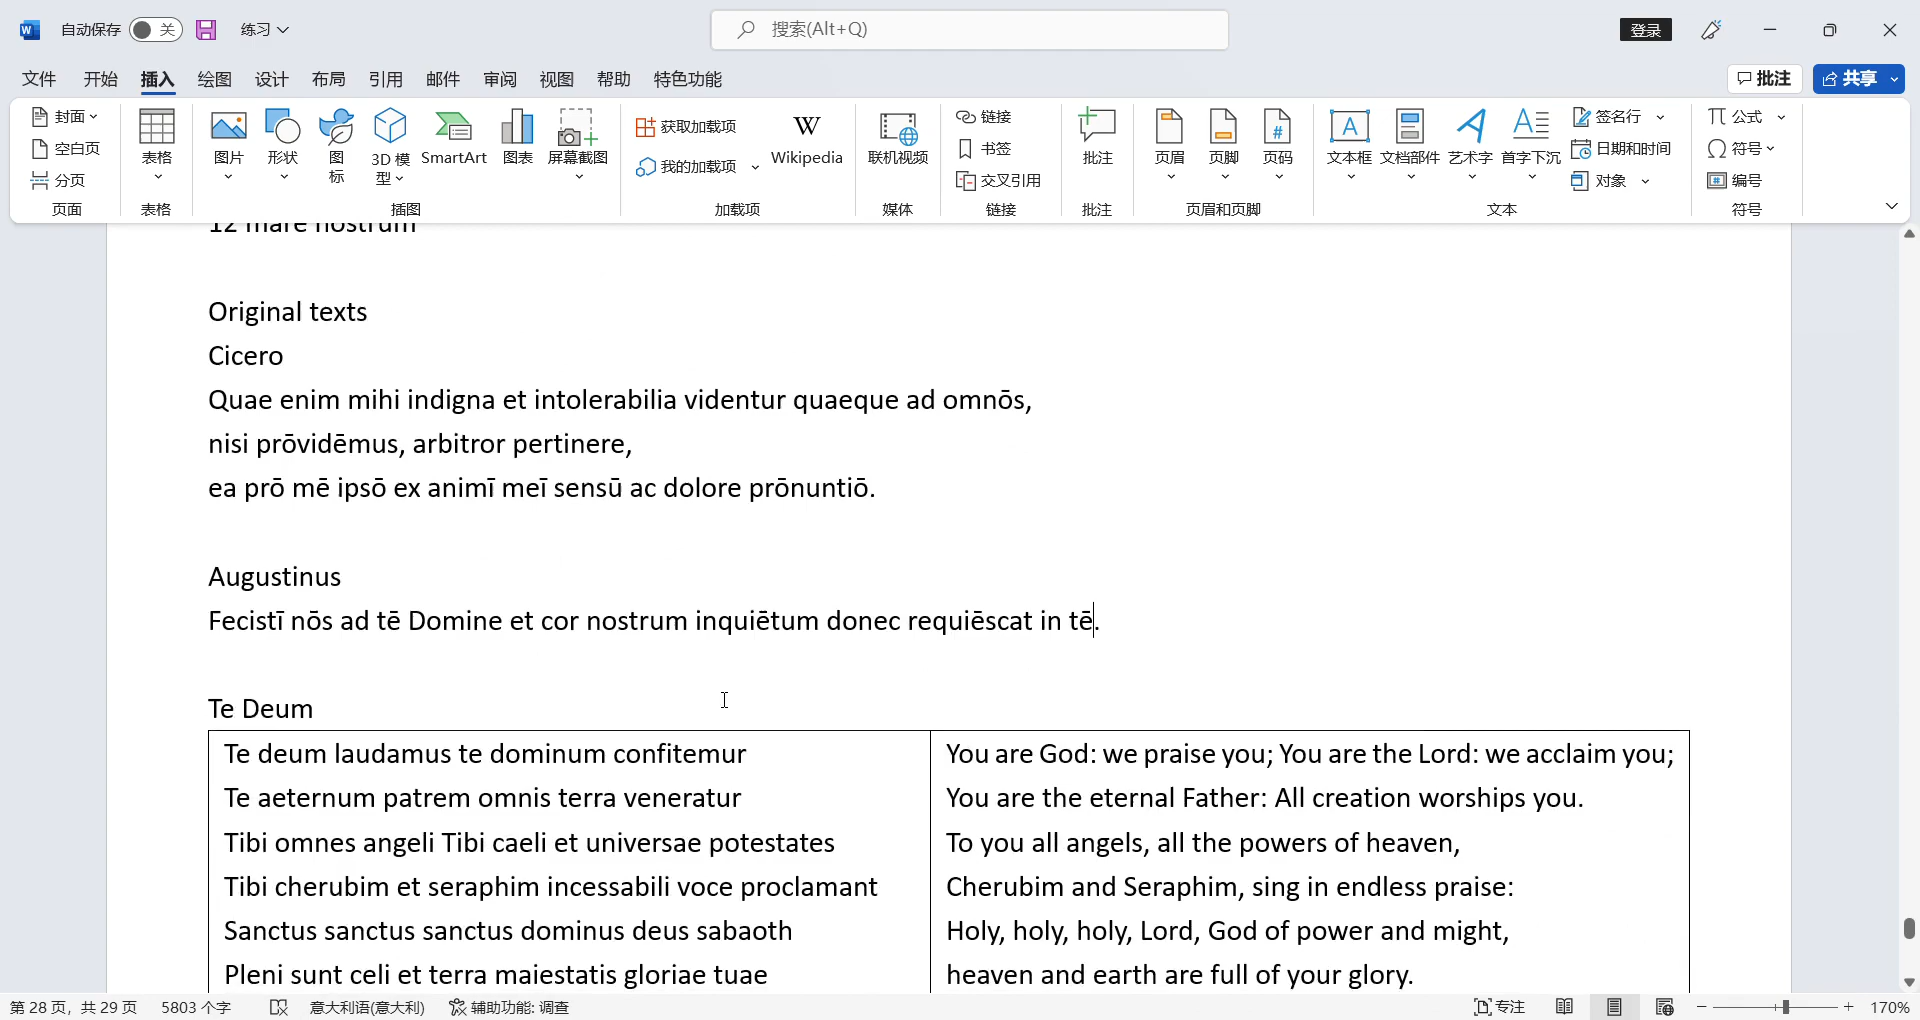 自动保存 关 练习 搜索(Alt+Q) 登录
文件 开始 插入 绘图 设计 布局 引用 邮件 审阅 视图 帮助 特色功能 批注 共享
封面 空白页 分页 页面
表格 表格
图片 形状 图标 3D 模型 SmartArt 图表 屏幕截图 插图
获取加载项 我的加载项 W Wikipedia 加载项
联机视频 媒体
链接 书签 交叉引用 链接
批注 批注
页眉 页脚 页码 页眉和页脚
文本框 文档部件 艺术字 首字下沉 签名行 日期和时间 对象 文本
公式 符号 编号 符号
12 mare nostrum
Original texts
Cicero
Quae enim mihi indigna et intolerabilia videntur quaeque ad omnōs,
nisi prōvidēmus, arbitror pertinere,
ea prō mē ipsō ex animī meī sensū ac dolore prōnuntiō.
Augustinus
Fecistī nōs ad tē Domine et cor nostrum inquiētum donec requiēscat in tē.
Te Deum
Te deum laudamus te dominum confitemur
Te aeternum patrem omnis terra veneratur
Tibi omnes angeli Tibi caeli et universae potestates
Tibi cherubim et seraphim incessabili voce proclamant
Sanctus sanctus sanctus dominus deus sabaoth
Pleni sunt celi et terra maiestatis gloriae tuae
You are God: we praise you; You are the Lord: we acclaim you;
You are the eternal Father: All creation worships you.
To you all angels, all the powers of heaven,
Cherubim and Seraphim, sing in endless praise:
Holy, holy, holy, Lord, God of power and might,
heaven and earth are full of your glory.
第 28 页，共 29 页 5803 个字 意大利语(意大利) 辅助功能: 调查 专注 170%